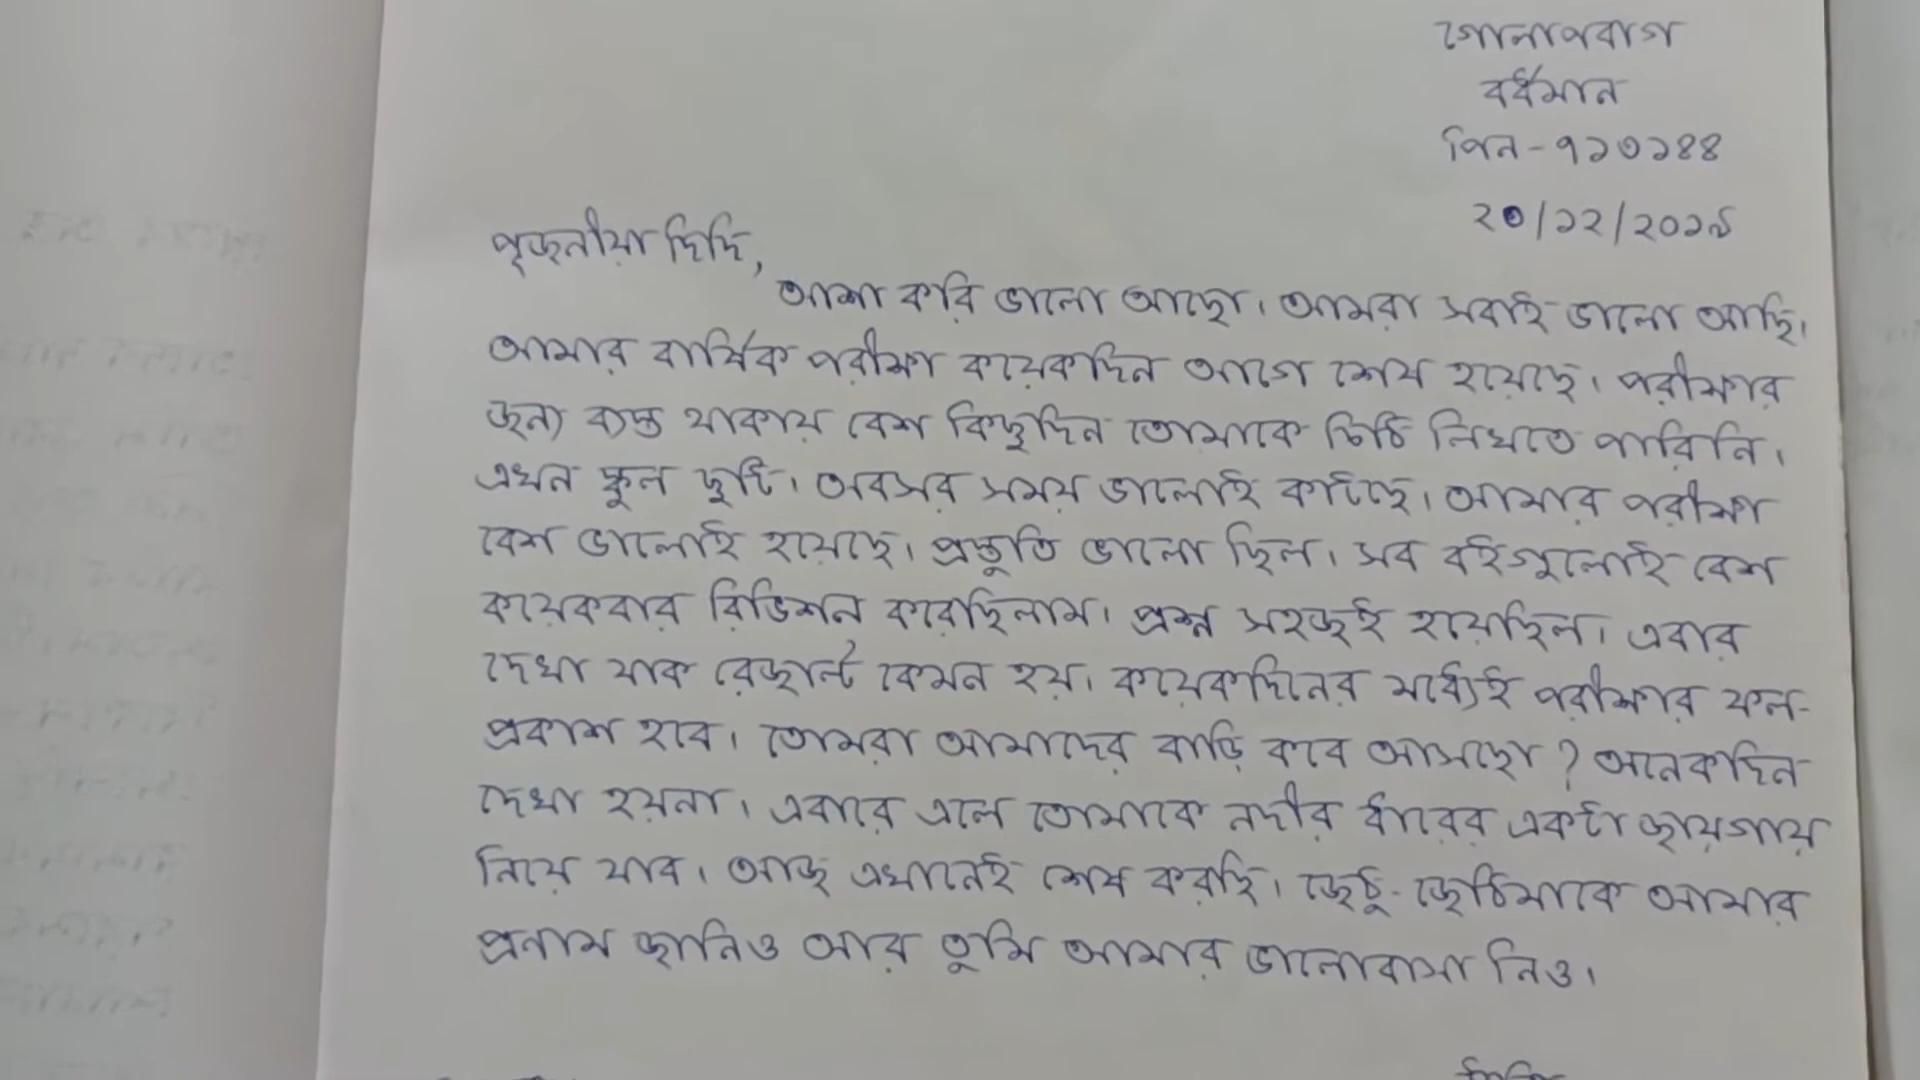 গোলাপবাগ
বর্ধমান
পিন-৭১৩১৪৪
২০/১২/২০১৯
পূজনীয়া দিদি,
আশা করি ভালো আছো। আমরা সবাই ভালো আছি।
আমার বার্ষিক পরীক্ষা কয়েকদিন আগে শেষ হয়েছে। পরীক্ষার
জন্য ব্যস্ত থাকায় বেশ কিছুদিন তোমাকে চিঠি লিখতে পারিনি।
এখন স্কুল ছুটি। অবসর সময় ভালোই কাটছে। আমার পরীক্ষা
বেশ ভালোই হয়েছে। প্রস্তুতি ভালো ছিল। সব বইগুলোই বেশ
কয়েকবার রিভিশন করেছিলাম। প্রশ্ন সহজই হয়েছিল। এবার
দেখা যাক রেজাল্ট কেমন হয়। কয়েকদিনের মধ্যেই পরীক্ষার ফল-
প্রকাশ হবে। তোমরা আমাদের বাড়ি কবে আসছো? অনেকদিন
দেখা হয়না। এবারে এলে তোমাকে নদীর ধারের একটা জায়গায়
নিয়ে যাব। আজ এখানেই শেষ করছি। জেঠু-জেঠিমাকে আমার
প্রনাম জানিও আর তুমি আমার ভালোবাসা নিও।